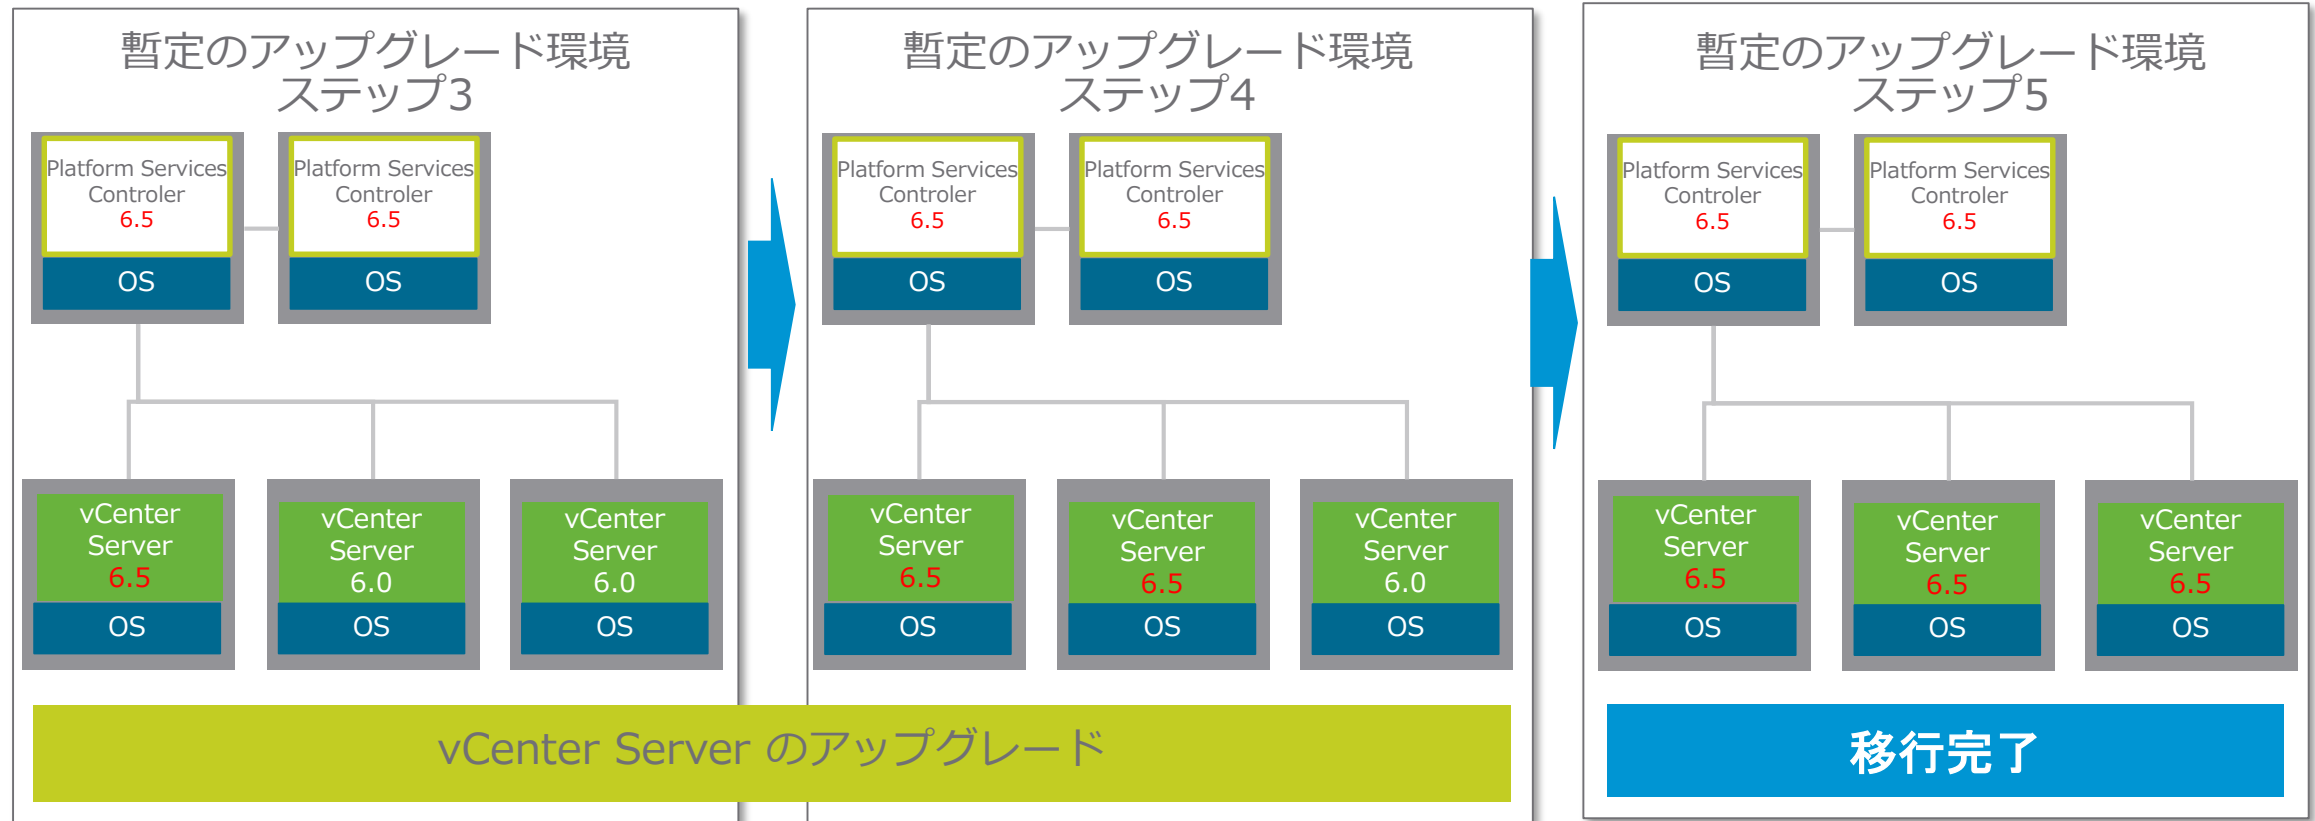 暫定のアップグレード環境
ステップ3
Platform Services
Controler
6.5
OS
Platform Services
Controler
6.5
OS
vCenter
Server
6.5
OS
vCenter
Server
6.0
OS
vCenter
Server
6.0
OS
暫定のアップグレード環境
ステップ4
Platform Services
Controler
6.5
OS
Platform Services
Controler
6.5
OS
vCenter
Server
6.5
OS
vCenter
Server
6.5
OS
vCenter
Server
6.0
OS
vCenter Server のアップグレード
暫定のアップグレード環境
ステップ5
Platform Services
Controler
6.5
OS
Platform Services
Controler
6.5
OS
vCenter
Server
6.5
OS
vCenter
Server
6.5
OS
vCenter
Server
6.5
OS
移行完了